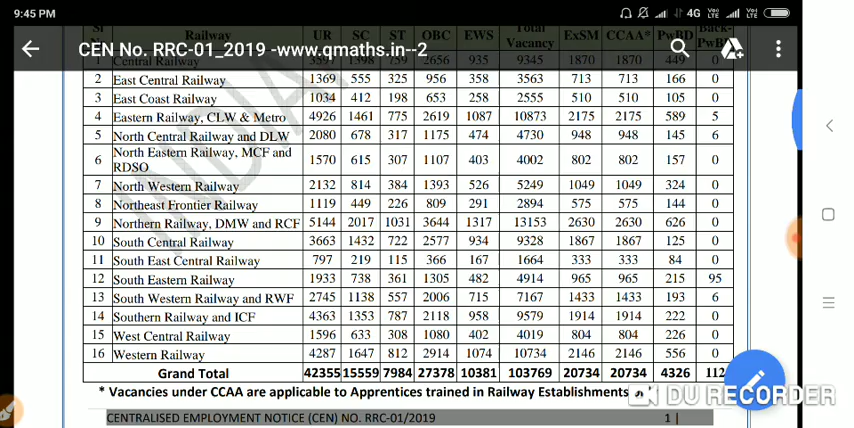 9:45 PM 4G VoLTE VoLTE
Sl Railway UR SC ST OBC EWS Total Vacancy ExSM CCAA* PwBD Back-
CEN No. RRC-01_2019 -www.qmaths.in--2
1 Central Railway 3597 1398 759 2656 935 9345 1870 1870 449 0
2 East Central Railway 1369 555 325 956 358 3563 713 713 166 0
3 East Coast Railway 1034 412 198 653 258 2555 510 510 105 0
4 Eastern Railway, CLW & Metro 4926 1461 775 2619 1087 10873 2175 2175 589 5
5 North Central Railway and DLW 2080 678 317 1175 474 4730 948 948 145 6
6 North Eastern Railway, MCF and RDSO 1570 615 307 1107 403 4002 802 802 157 0
7 North Western Railway 2132 814 384 1393 526 5249 1049 1049 324 0
8 Northeast Frontier Railway 1119 449 226 809 291 2894 575 575 144 0
9 Northern Railway, DMW and RCF 5144 2017 1031 3644 1317 13153 2630 2630 626 0
10 South Central Railway 3663 1432 722 2577 934 9328 1867 1867 125 0
11 South East Central Railway 797 219 115 366 167 1664 333 333 84 0
12 South Eastern Railway 1933 738 361 1305 482 4914 965 965 215 95
13 South Western Railway and RWF 2745 1138 557 2006 715 7167 1433 1433 193 6
14 Southern Railway and ICF 4363 1353 787 2118 958 9579 1914 1914 222 0
15 West Central Railway 1596 633 308 1080 402 4019 804 804 226 0
16 Western Railway 4287 1647 812 2914 1074 10734 2146 2146 556 0
Grand Total 42355 15559 7984 27378 10381 103769 20734 20734 4326 112
* Vacancies under CCAA are applicable to Apprentices trained in Railway Establishments
DU RECORDER
CENTRALISED EMPLOYMENT NOTICE (CEN) NO. RRC-01/2019 1 |
INDIA